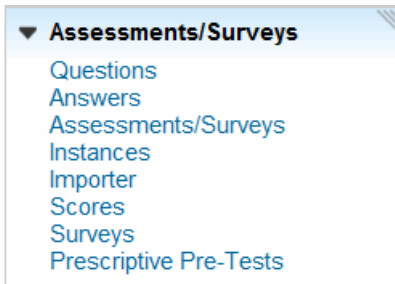 Assessments/Surveys
Questions
Answers
Assessments/Surveys
Instances
Importer
Scores
Surveys
Prescriptive Pre-Tests